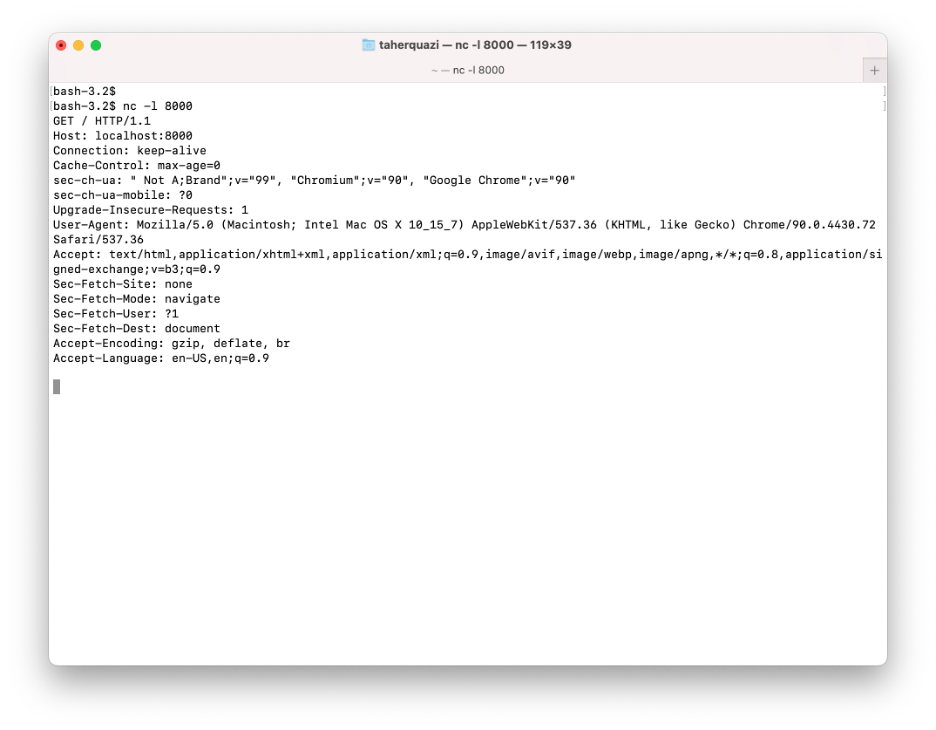 taherquazi — nc -l 8000 — 119×39
~ — nc -l 8000
+
[bash-3.2$ ]
[bash-3.2$ nc -l 8000 ]
GET / HTTP/1.1
Host: localhost:8000
Connection: keep-alive
Cache-Control: max-age=0
sec-ch-ua: " Not A;Brand";v="99", "Chromium";v="90", "Google Chrome";v="90"
sec-ch-ua-mobile: ?0
Upgrade-Insecure-Requests: 1
User-Agent: Mozilla/5.0 (Macintosh; Intel Mac OS X 10_15_7) AppleWebKit/537.36 (KHTML, like Gecko) Chrome/90.0.4430.72
Safari/537.36
Accept: text/html,application/xhtml+xml,application/xml;q=0.9,image/avif,image/webp,image/apng,*/*;q=0.8,application/si
gned-exchange;v=b3;q=0.9
Sec-Fetch-Site: none
Sec-Fetch-Mode: navigate
Sec-Fetch-User: ?1
Sec-Fetch-Dest: document
Accept-Encoding: gzip, deflate, br
Accept-Language: en-US,en;q=0.9